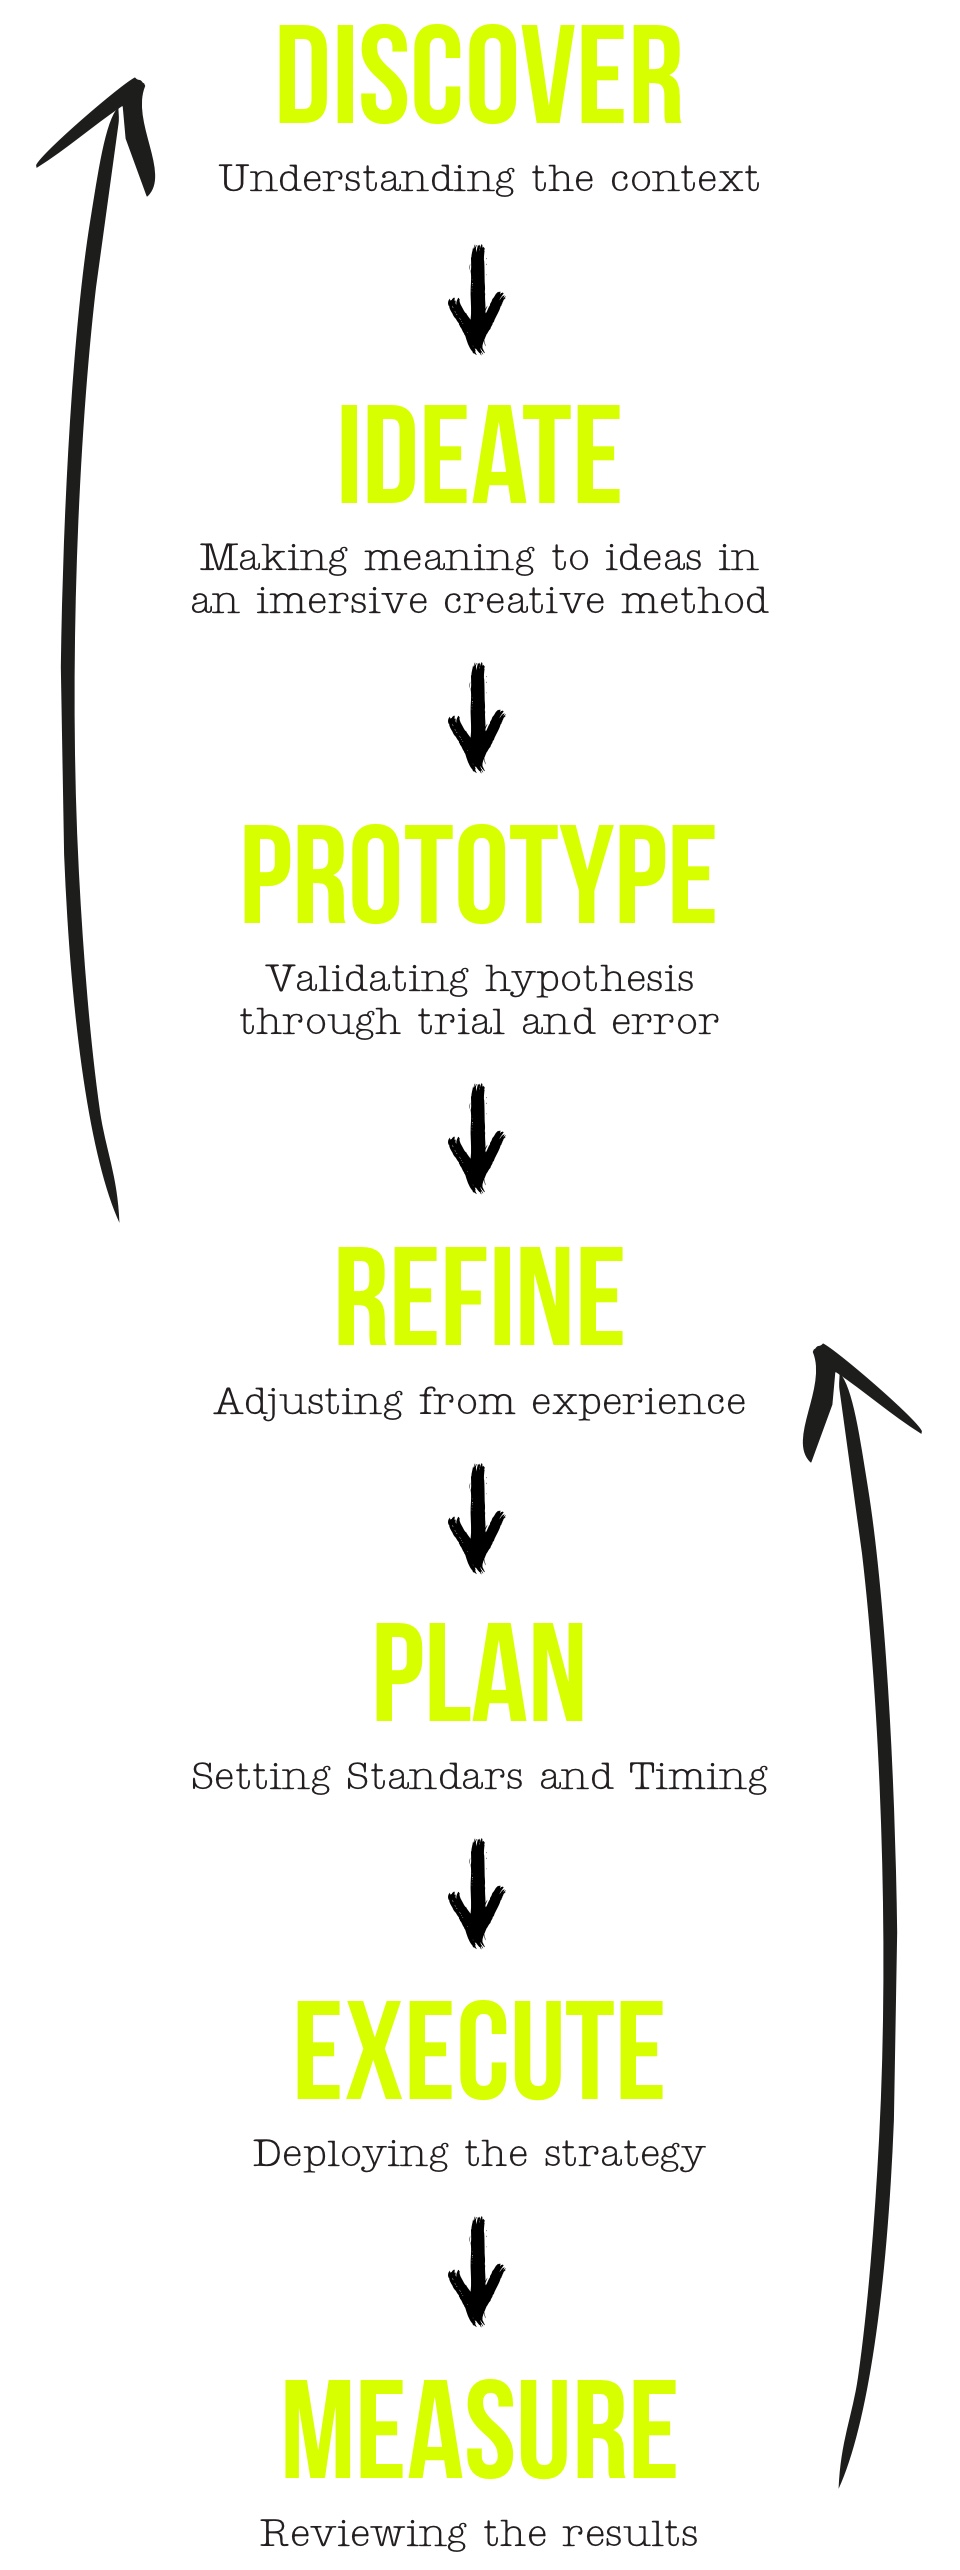 DISCOVER
Understanding the context
IDEATE
Making meaning to ideas in
an imersive creative method
PROTOTYPE
Validating hypothesis
through trial and error
REFINE
Adjusting from experience
PLAN
Setting Standars and Timing
EXECUTE
Deploying the strategy
MEASURE
Reviewing the results